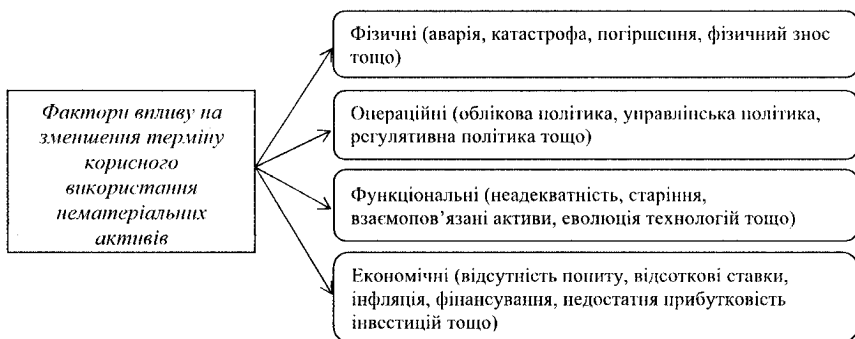 Фактори впливу на
зменшення терміну
корисного
використання
нематеріальних
активів
Фізичні (аварія, катастрофа, погіршення, фізичний знос
тощо)
Операційні (облікова політика, управлінська політика,
регулятивна політика тощо)
Функціональні (неадекватність, старіння,
взаємопов’язані активи, еволюція технологій тощо)
Економічні (відсутність попиту, відсоткові ставки,
інфляція, фінансування, недостатня прибутковість
інвестицій тощо)